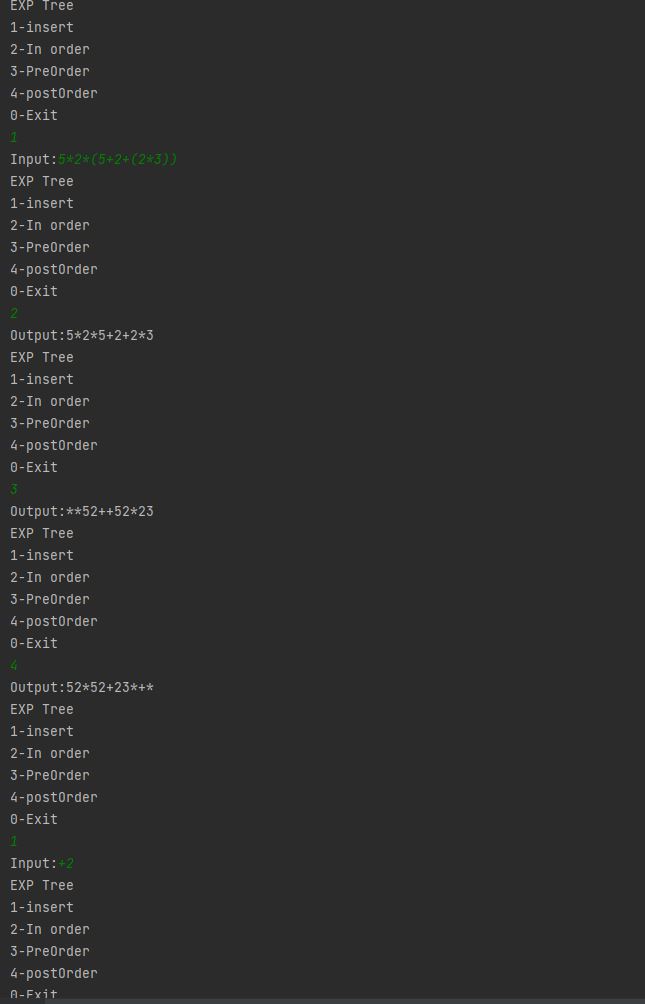 EXP Tree
1-insert
2-In order
3-PreOrder
4-postOrder
0-Exit
1
Input:5*2*(5+2+(2*3))
EXP Tree
1-insert
2-In order
3-PreOrder
4-postOrder
0-Exit
2
Output:5*2*5+2+2*3
EXP Tree
1-insert
2-In order
3-PreOrder
4-postOrder
0-Exit
3
Output:**52++52*23
EXP Tree
1-insert
2-In order
3-PreOrder
4-postOrder
0-Exit
4
Output:52*52+23*+*
EXP Tree
1-insert
2-In order
3-PreOrder
4-postOrder
0-Exit
1
Input:+2
EXP Tree
1-insert
2-In order
3-PreOrder
4-postOrder
0-Exit